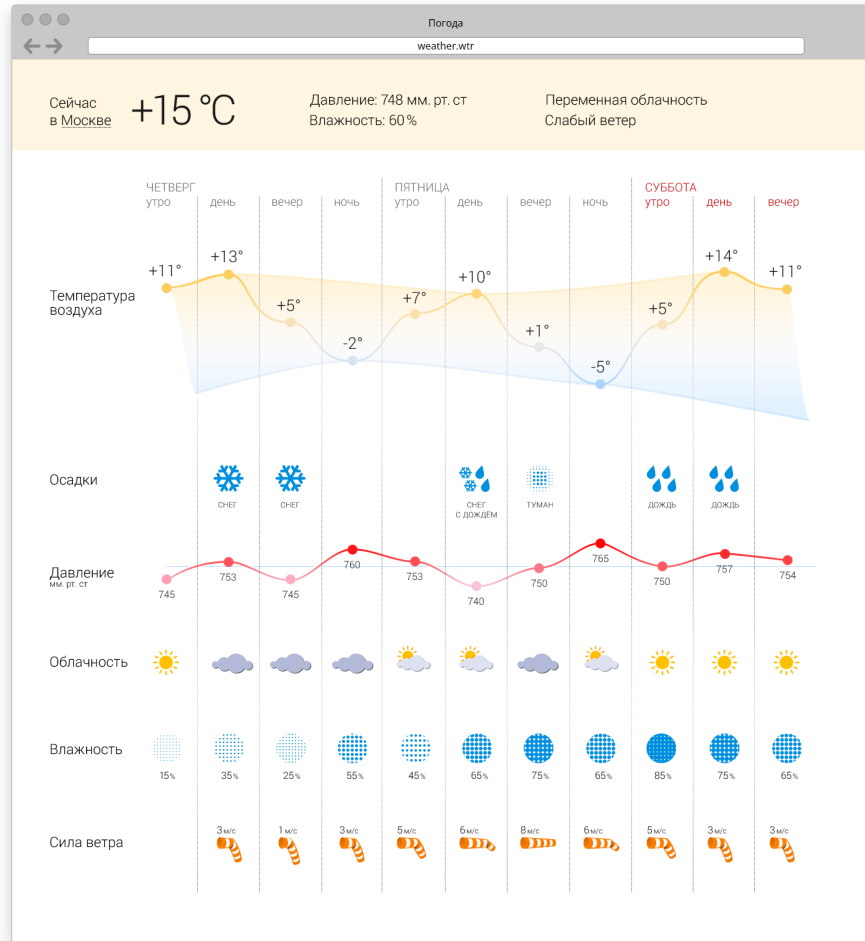 Погода
weather.wtr
Сейчас
в Москве
+15 °C
Давление: 748 мм. рт. ст
Влажность: 60 %
Переменная облачность
Слабый ветер
ЧЕТВЕРГ ПЯТНИЦА СУББОТА
утро день вечер ночь утро день вечер ночь утро день вечер
Температура
воздуха
+11° +13° +5° -2° +7° +10° +1° -5° +5° +14° +11°
Осадки
СНЕГ СНЕГ СНЕГ ТУМАН ДОЖДЬ ДОЖДЬ
С ДОЖДЁМ
Давление
мм. рт. ст
745 753 745 760 753 740 750 765 750 757 754
Облачность
Влажность
15 % 35 % 25 % 55 % 45 % 65 % 75 % 65 % 85 % 75 % 65 %
Сила ветра
3 м/с 1 м/с 3 м/с 5 м/с 6 м/с 8 м/с 6 м/с 5 м/с 3 м/с 3 м/с